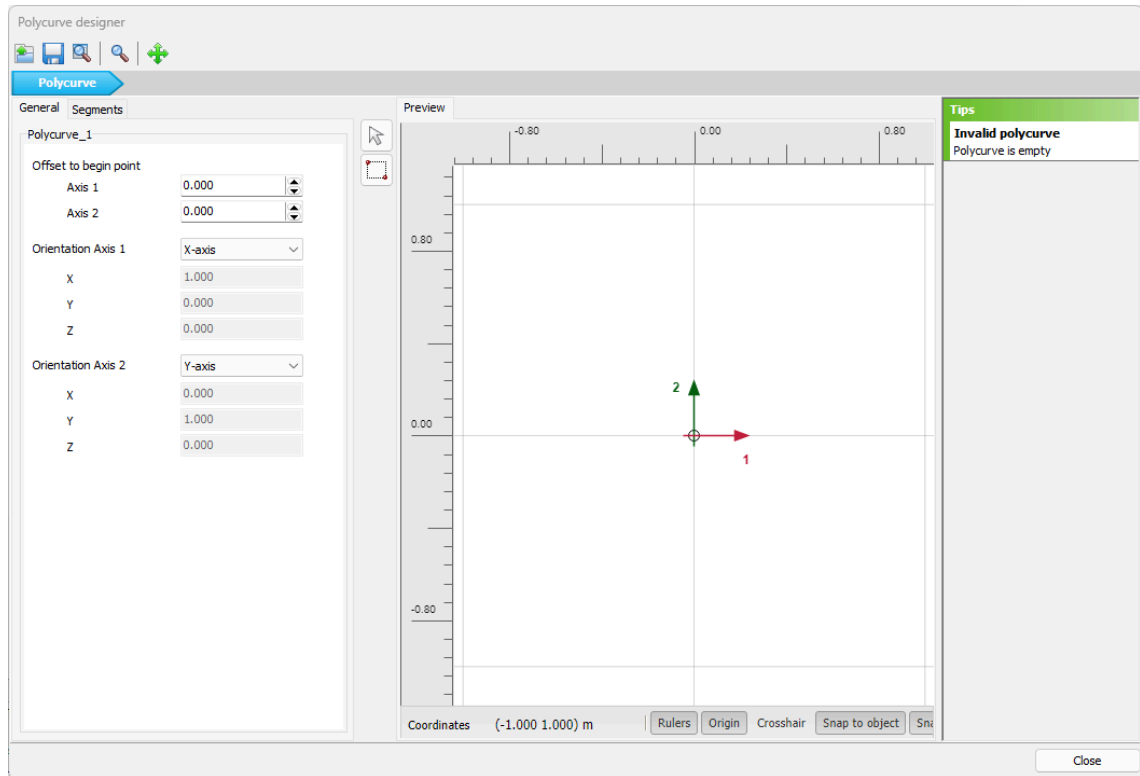 Polycurve designer
Polycurve
General Segments
Polycurve_1
Offset to begin point
Axis 1 0.000
Axis 2 0.000
Orientation Axis 1 X-axis
X 1.000
Y 0.000
Z 0.000
Orientation Axis 2 Y-axis
X 0.000
Y 1.000
Z 0.000
Preview
-0.80 0.00 0.80
0.80
2
0.00
1
-0.80
Coordinates (-1.000 1.000) m Rulers Origin Crosshair Snap to object Sna
Tips
Invalid polycurve
Polycurve is empty
Close